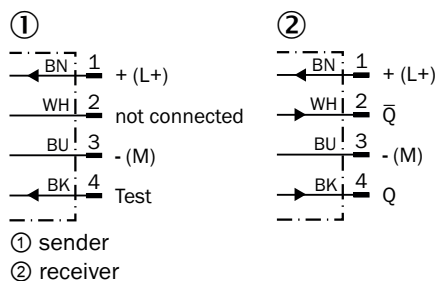 ① ②
BN 1 + (L+)
WH 2 not connected
BU 3 - (M)
BK 4 Test
BN 1 + (L+)
WH 2 Q̅
BU 3 - (M)
BK 4 Q
① sender
② receiver